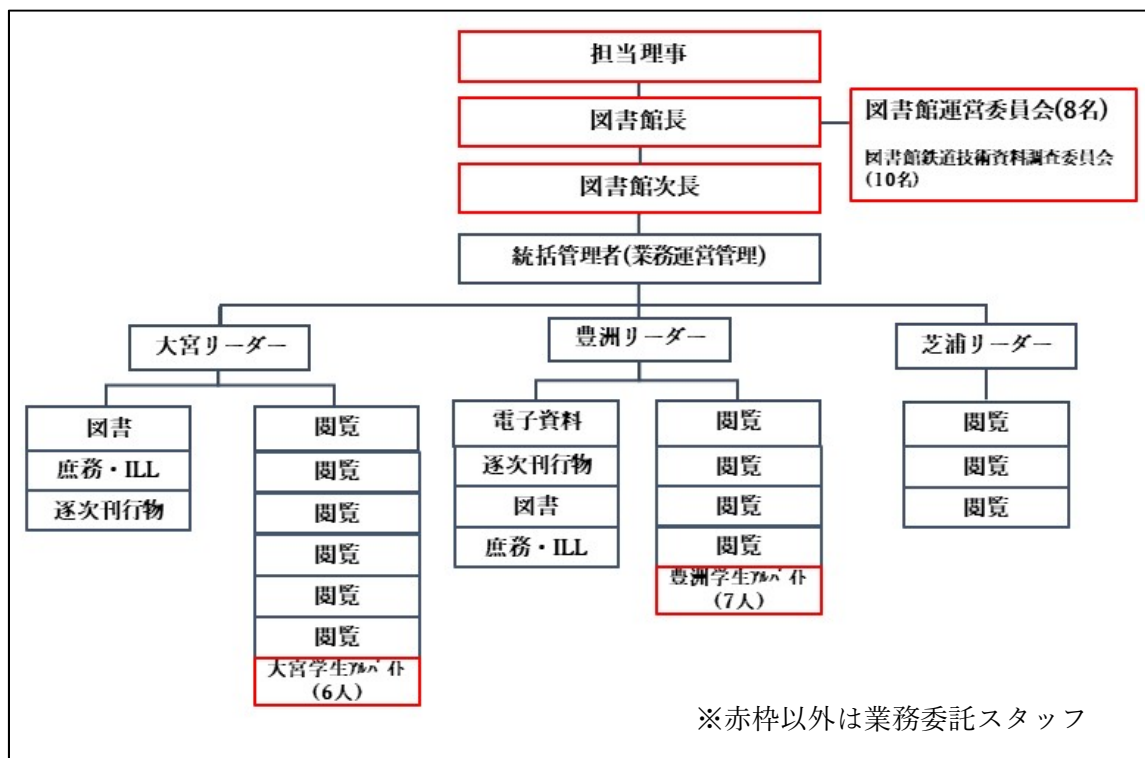 担当理事
図書館長
図書館運営委員会(8名)
図書館鉄道技術資料調査委員会
(10名)
図書館次長
統括管理者(業務運営管理)
大宮リーダー
豊洲リーダー
芝浦リーダー
図書
庶務・ILL
逐次刊行物
閲覧
閲覧
閲覧
閲覧
閲覧
閲覧
大宮学生ｱﾙﾊﾞｲﾄ
(6人)
電子資料
逐次刊行物
図書
庶務・ILL
閲覧
閲覧
閲覧
閲覧
豊洲学生ｱﾙﾊﾞｲﾄ
(7人)
閲覧
閲覧
閲覧
※赤枠以外は業務委託スタッフ